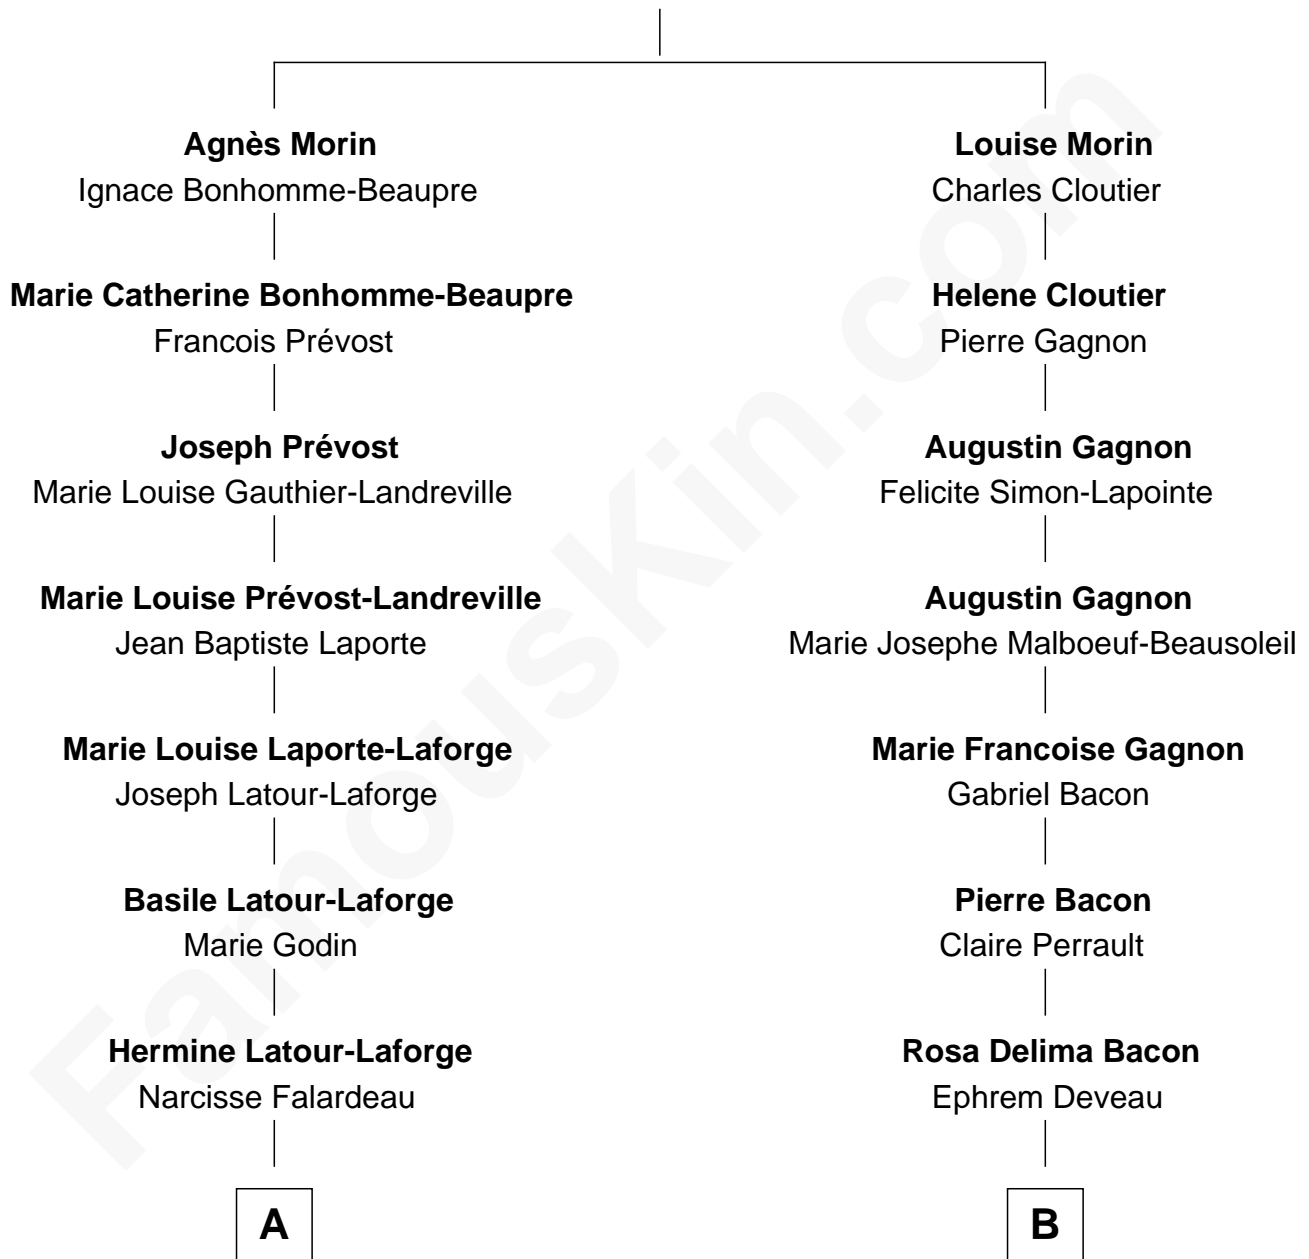 Agnès Morin
Ignace Bonhomme-Beaupre
Marie Catherine Bonhomme-Beaupre
Francois Prévost
Joseph Prévost
Marie Louise Gauthier-Landreville
Marie Louise Prévost-Landreville
Jean Baptiste Laporte
Marie Louise Laporte-Laforge
Joseph Latour-Laforge
Basile Latour-Laforge
Marie Godin
Hermine Latour-Laforge
Narcisse Falardeau
A
Louise Morin
Charles Cloutier
Helene Cloutier
Pierre Gagnon
Augustin Gagnon
Felicite Simon-Lapointe
Augustin Gagnon
Marie Josephe Malboeuf-Beausoleil
Marie Francoise Gagnon
Gabriel Bacon
Pierre Bacon
Claire Perrault
Rosa Delima Bacon
Ephrem Deveau
B
FamousKin.com